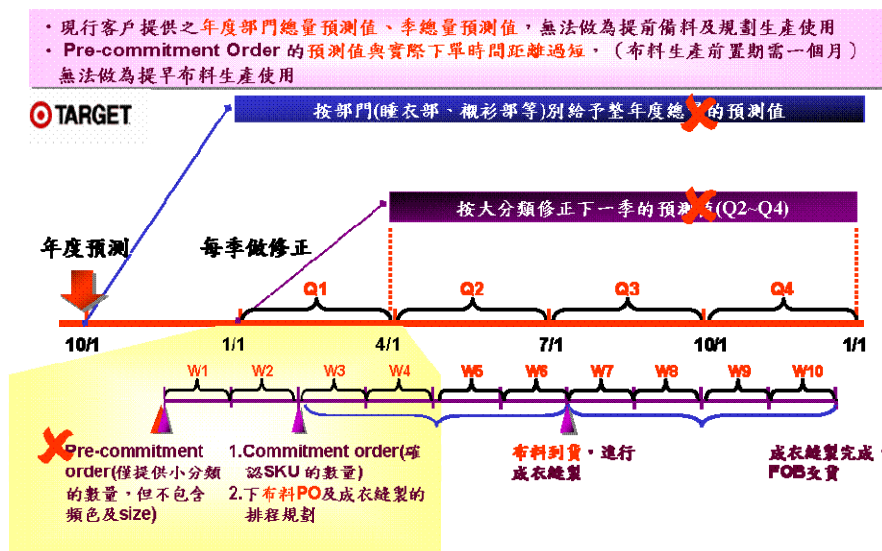 ・現行客戶提供之年度部門總量預測值、季總量預測值，無法做為提前備料及規劃生產使用
・Pre-commitment Order 的預測值與實際下單時間距離過短，（布料生產前置期需一個月）
無法做為提早布料生產使用
TARGET
按部門(睡衣部、襯衫部等)別給予整年度總的預測值
按大分類修正下一季的預測(Q2~Q4)
年度預測
每季做修正
Q1 Q2 Q3 Q4
10/1 1/1 4/1 7/1 10/1 1/1
W1 W2 W3 W4 W5 W6 W7 W8 W9 W10
Pre-commitment
order(僅提供小分類
的數量，但不包含
顏色及size)
1.Commitment order(確
認SKU 的數量)
2.下布料PO及成衣縫製的
排程規劃
布料到貨，進行
成衣縫製
成衣縫製完成，
FOB交貨